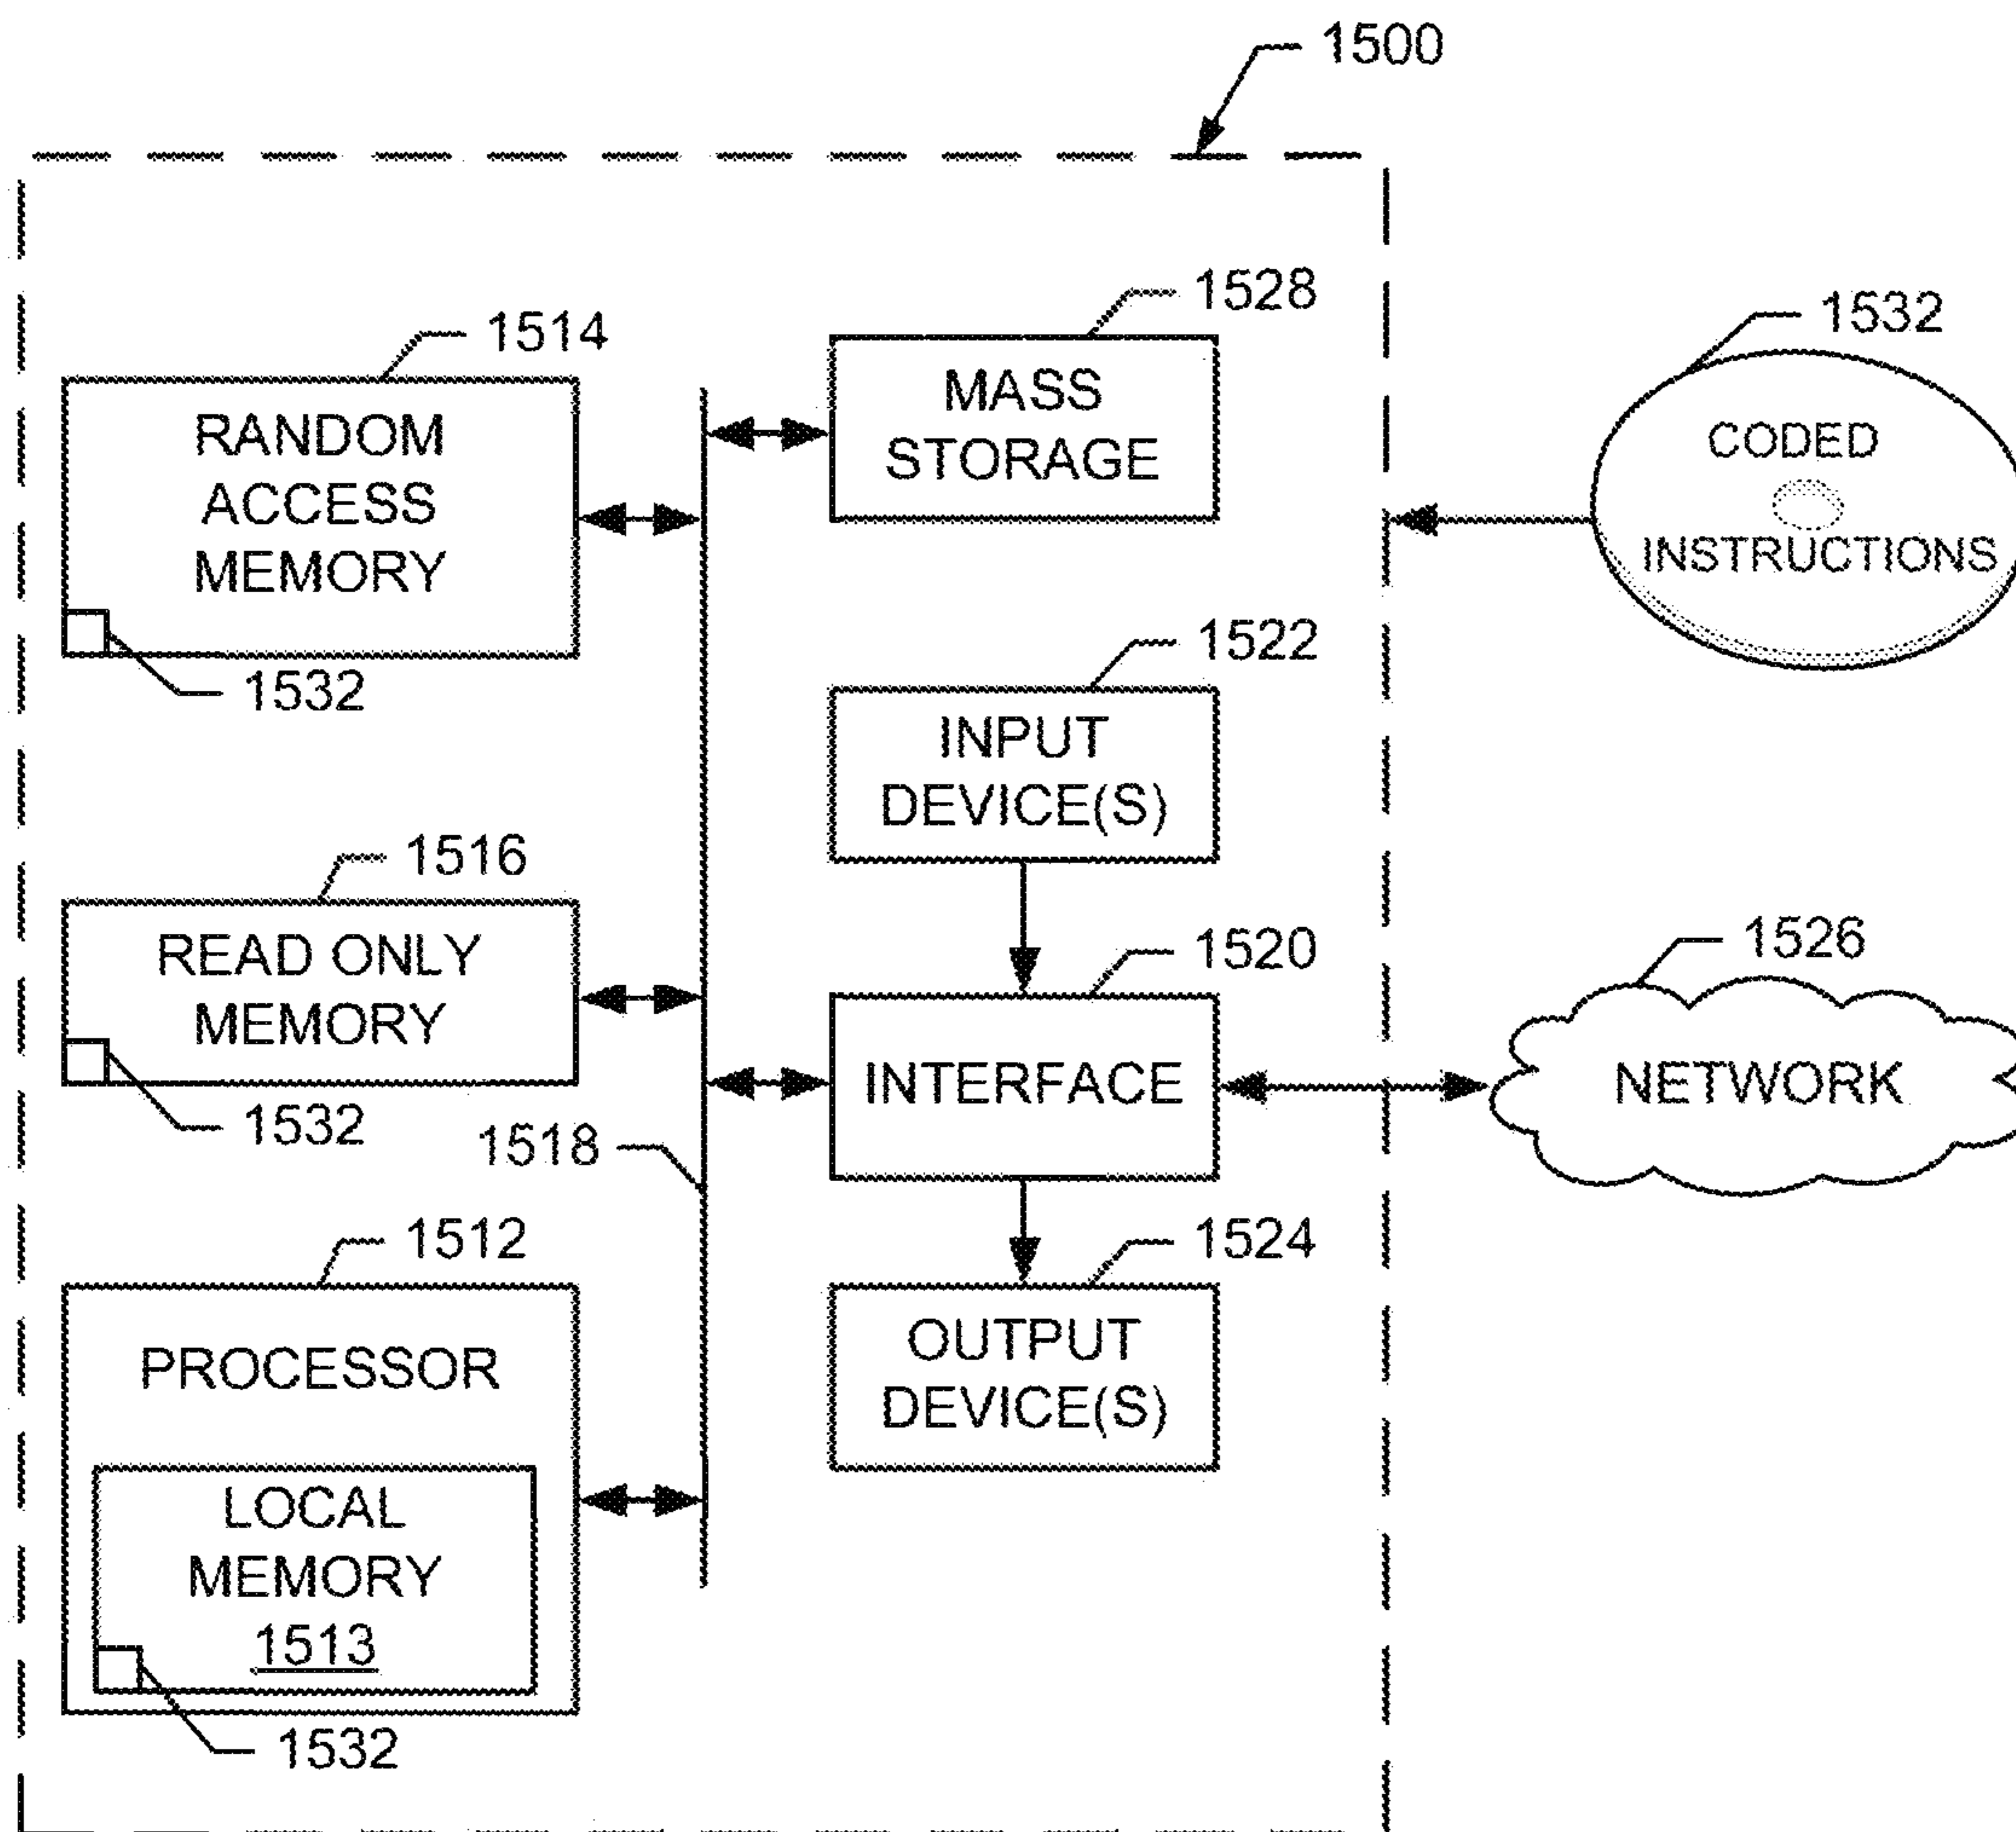 1500
1528
MASS
STORAGE
1514
RANDOM
ACCESS
MEMORY
1532
1532
CODED
INSTRUCTIONS
1522
INPUT
DEVICE(S)
1516
READ ONLY
MEMORY
1532
1518
1520
INTERFACE
1526
NETWORK
1512
PROCESSOR
LOCAL
MEMORY
1513
1532
1524
OUTPUT
DEVICE(S)